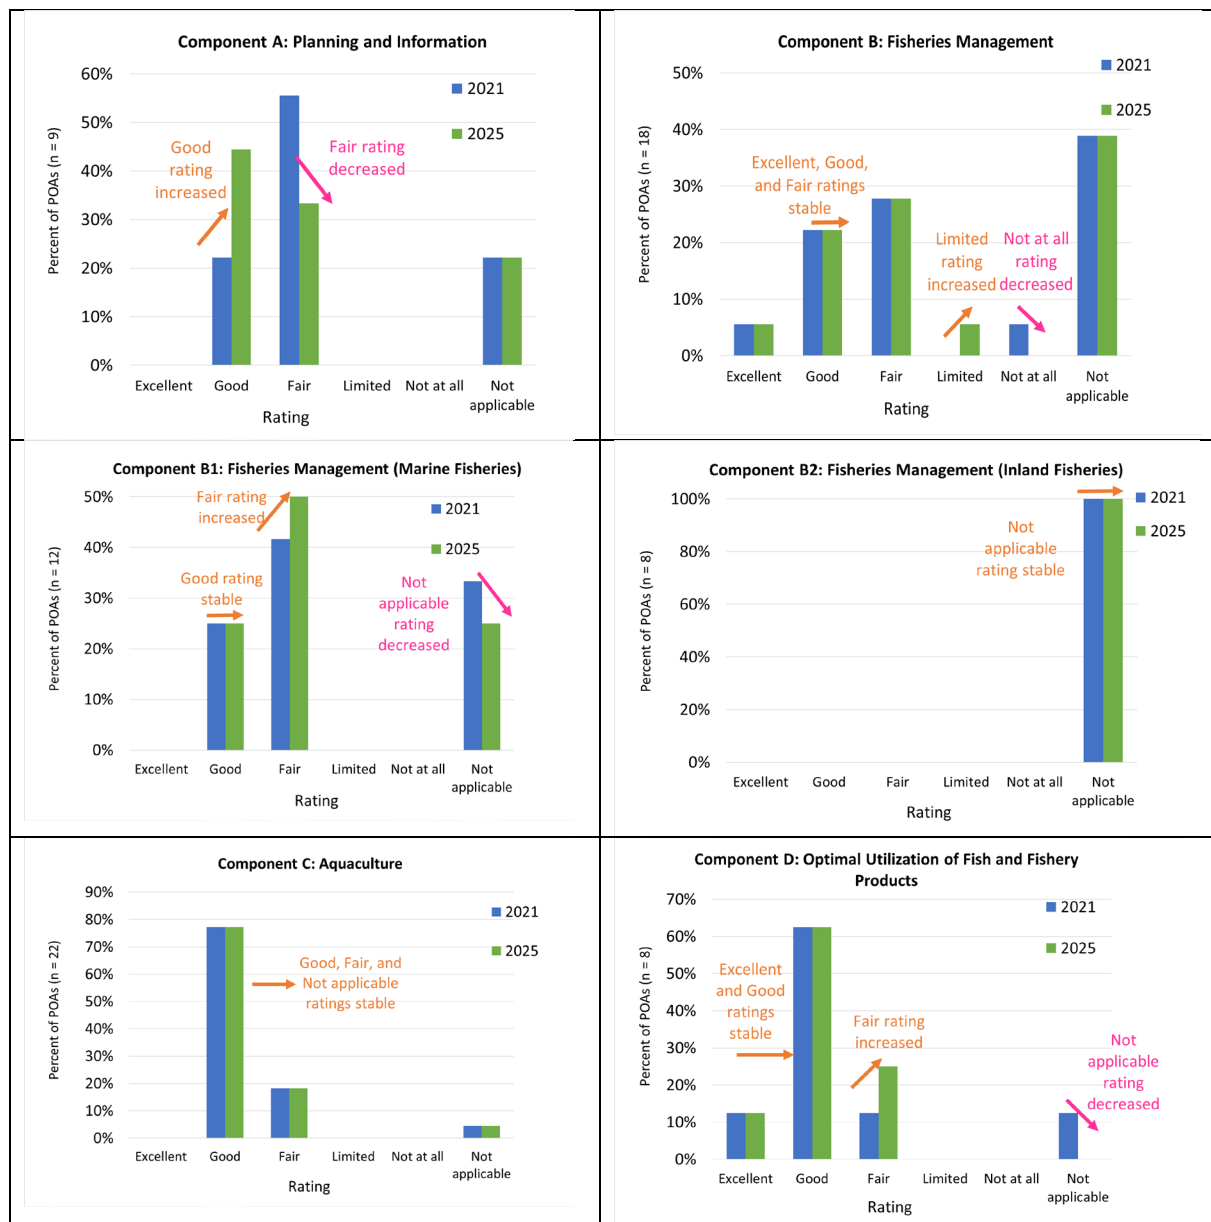 Component A: Planning and Information
Percent of POAs (n = 9)
60%
50%
40%
30%
20%
10%
0%
2021
2025
Good
rating
increased
Fair rating
decreased
Excellent
Good
Fair
Limited
Not at all
Not
applicable
Rating
Component B: Fisheries Management
Percent of POAs (n = 18)
50%
40%
30%
20%
10%
0%
2021
2025
Excellent, Good,
and Fair ratings
stable
Limited
rating
increased
Not at all
rating
decreased
Excellent
Good
Fair
Limited
Not at all
Not
applicable
Rating
Component B1: Fisheries Management (Marine Fisheries)
Percent of POAs (n = 12)
50%
40%
30%
20%
10%
0%
Fair rating
increased
2021
2025
Good rating
stable
Not
applicable
rating
decreased
Excellent
Good
Fair
Limited
Not at all
Not
applicable
Rating
Component B2: Fisheries Management (Inland Fisheries)
Percent of POAs (n = 8)
100%
80%
60%
40%
20%
0%
2021
2025
Not
applicable
rating stable
Excellent
Good
Fair
Limited
Not at all
Not
applicable
Rating
Component C: Aquaculture
Percent of POAs (n = 22)
90%
80%
70%
60%
50%
40%
30%
20%
10%
0%
2021
2025
Good, Fair, and
Not applicable
ratings stable
Excellent
Good
Fair
Limited
Not at all
Not
applicable
Rating
Component D: Optimal Utilization of Fish and Fishery
Products
Percent of POAs (n = 8)
70%
60%
50%
40%
30%
20%
10%
0%
2021
2025
Excellent
and Good
ratings
stable
Fair rating
increased
Not
applicable
rating
decreased
Excellent
Good
Fair
Limited
Not at all
Not
applicable
Rating